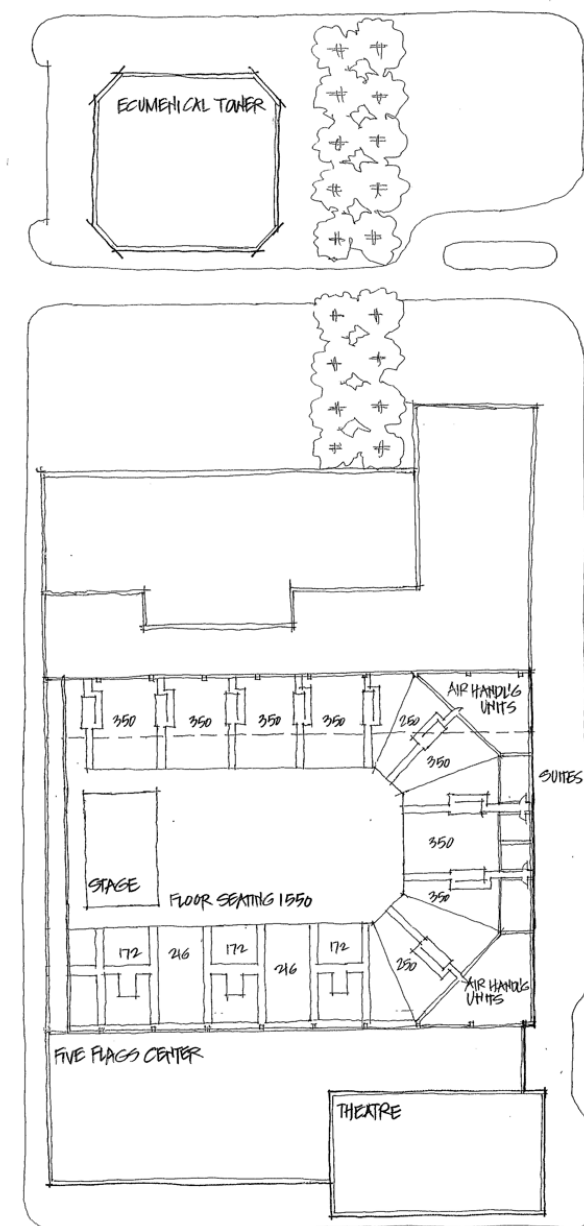 ECUMENICAL TOWER
AIR HANDL'G
UNITS
350
350
350
350
250
350
SUITES
350
STAGE
FLOOR SEATING 1550
350
172
216
172
216
172
250
AIR HANDL'G
UNITS
FIVE FLAGS CENTER
THEATRE